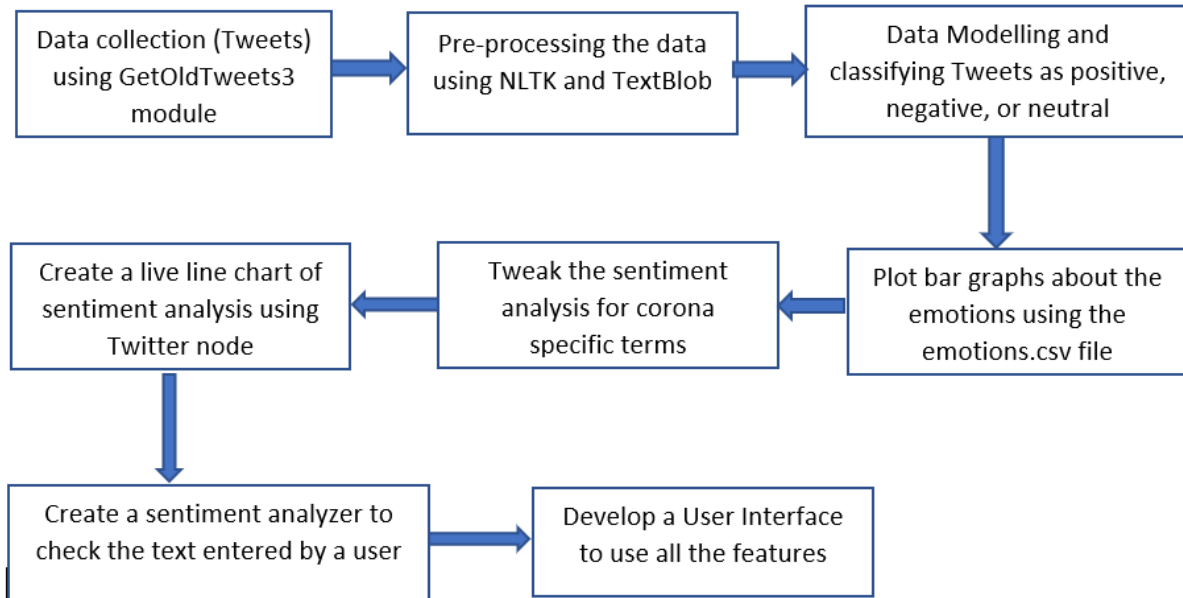 Data collection (Tweets)
using GetOldTweets3
module
Pre-processing the data
using NLTK and TextBlob
Data Modelling and
classifying Tweets as positive,
negative, or neutral
Plot bar graphs about the
emotions using the
emotions.csv file
Tweak the sentiment
analysis for corona
specific terms
Create a live line chart of
sentiment analysis using
Twitter node
Create a sentiment analyzer to
check the text entered by a user
Develop a User Interface
to use all the features